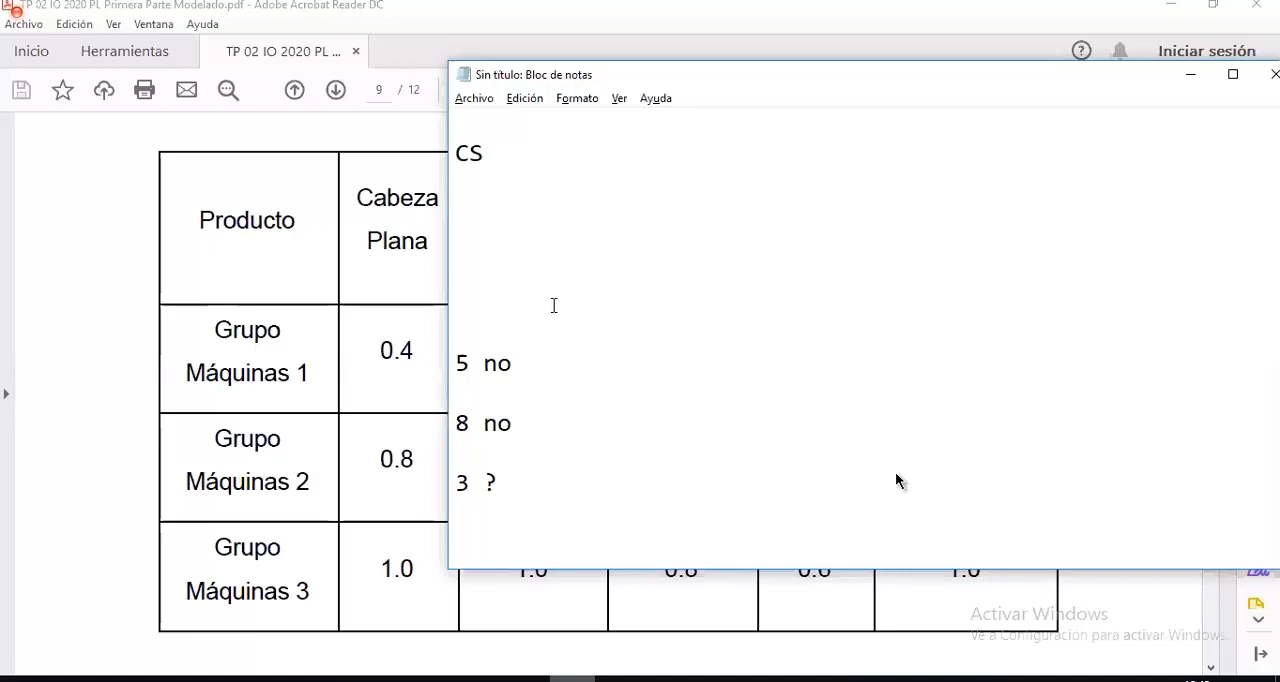 TP 02 IO 2020 PL Primera Parte Modelado.pdf - Adobe Acrobat Reader DC
Archivo Edición Ver Ventana Ayuda
Inicio Herramientas TP 02 IO 2020 PL ... × Iniciar sesión
9 / 12
Sin título: Bloc de notas
Archivo Edición Formato Ver Ayuda
CS
5 no
8 no
3 ?
Producto
Cabeza
Plana
Grupo
Máquinas 1
0.4
Grupo
Máquinas 2
0.8
Grupo
Máquinas 3
1.0 1.0 0.8 0.6 1.0
Activar Windows
Ve a Configuración para activar Windows.